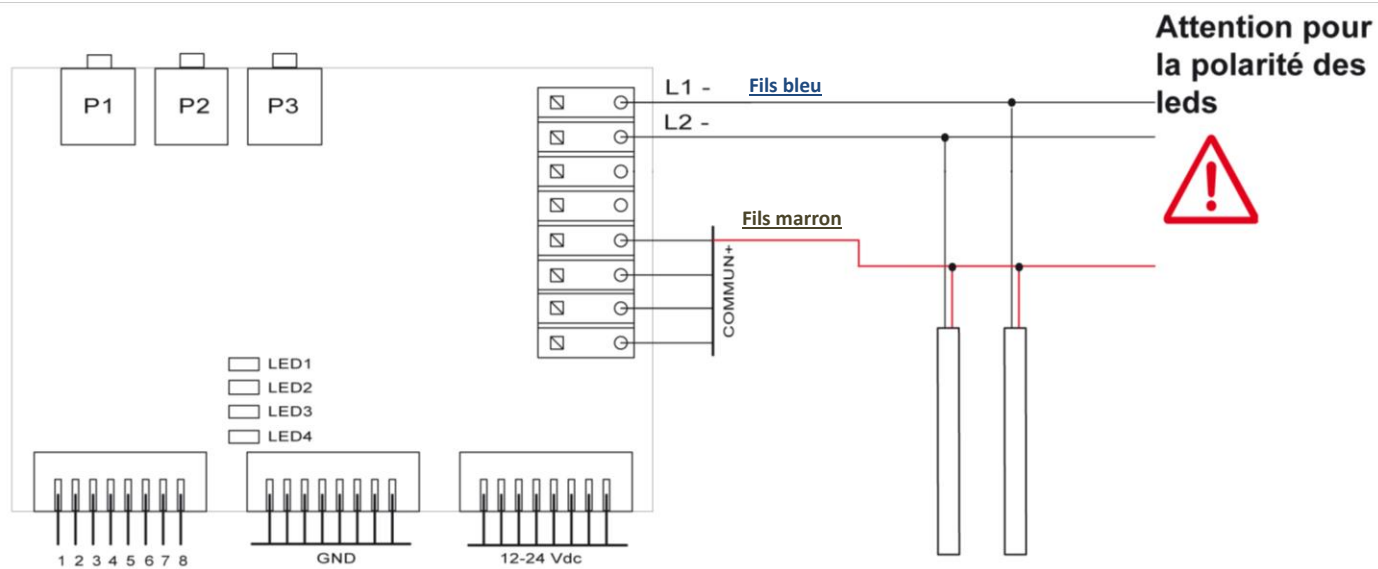 Attention pour
la polarité des
leds
P1
P2
P3
L1 -
Fils bleu
L2 -
Fils marron
COMMUN+
LED1
LED2
LED3
LED4
1 2 3 4 5 6 7 8
GND
12-24 Vdc